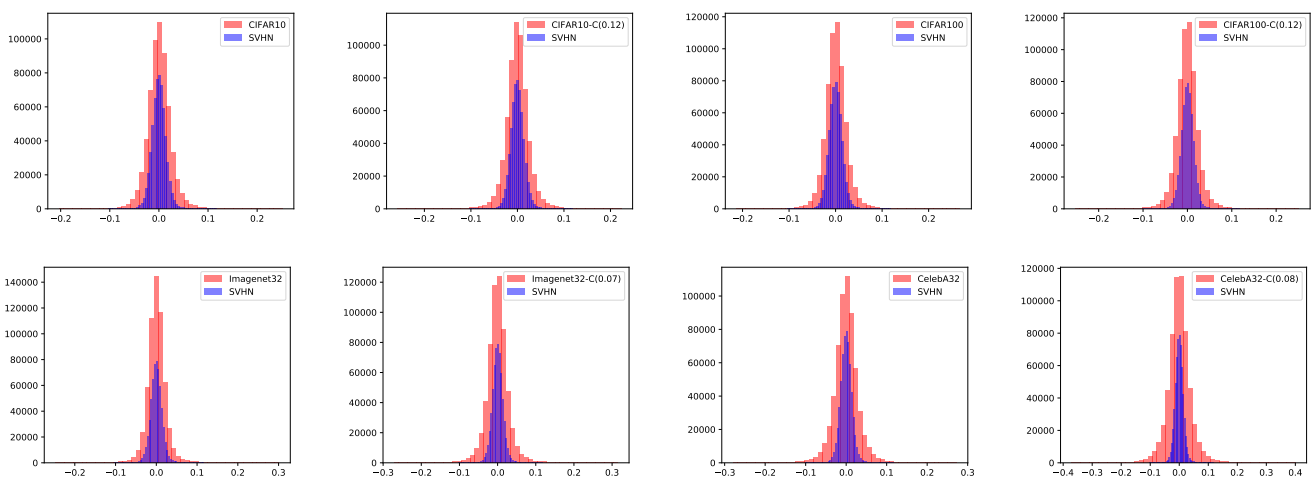 CIFAR10
SVHN
100000
80000
60000
40000
20000
0
−0.2 −0.1 0.0 0.1 0.2
CIFAR10-C(0.12)
SVHN
100000
80000
60000
40000
20000
0
−0.2 −0.1 0.0 0.1 0.2
CIFAR100
SVHN
120000
100000
80000
60000
40000
20000
0
−0.2 −0.1 0.0 0.1 0.2
CIFAR100-C(0.12)
SVHN
120000
100000
80000
60000
40000
20000
0
−0.2 −0.1 0.0 0.1 0.2
Imagenet32
SVHN
140000
120000
100000
80000
60000
40000
20000
0
−0.2 −0.1 0.0 0.1 0.2 0.3
Imagenet32-C(0.07)
SVHN
120000
100000
80000
60000
40000
20000
0
−0.3 −0.2 −0.1 0.0 0.1 0.2 0.3
CelebA32
SVHN
100000
80000
60000
40000
20000
0
−0.3 −0.2 −0.1 0.0 0.1 0.2 0.3
CelebA32-C(0.08)
SVHN
120000
100000
80000
60000
40000
20000
0
−0.4 −0.3 −0.2 −0.1 0.0 0.1 0.2 0.3 0.4